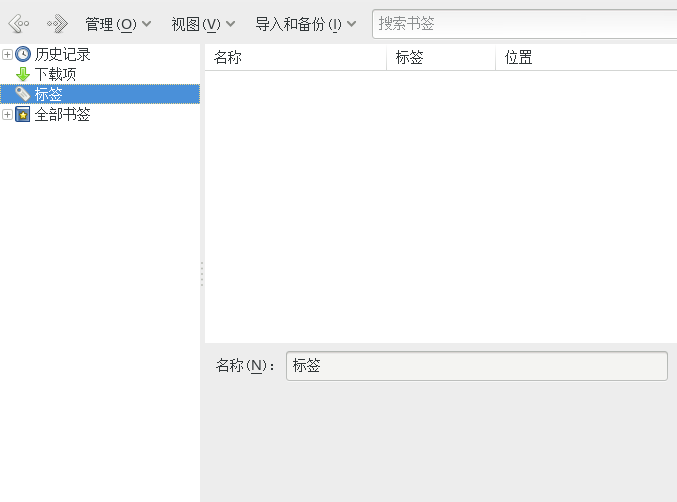 管理(O) 视图(V) 导入和备份(I) 搜索书签
历史记录 名称 标签 位置
下载项
标签
全部书签
名称(N)： 标签